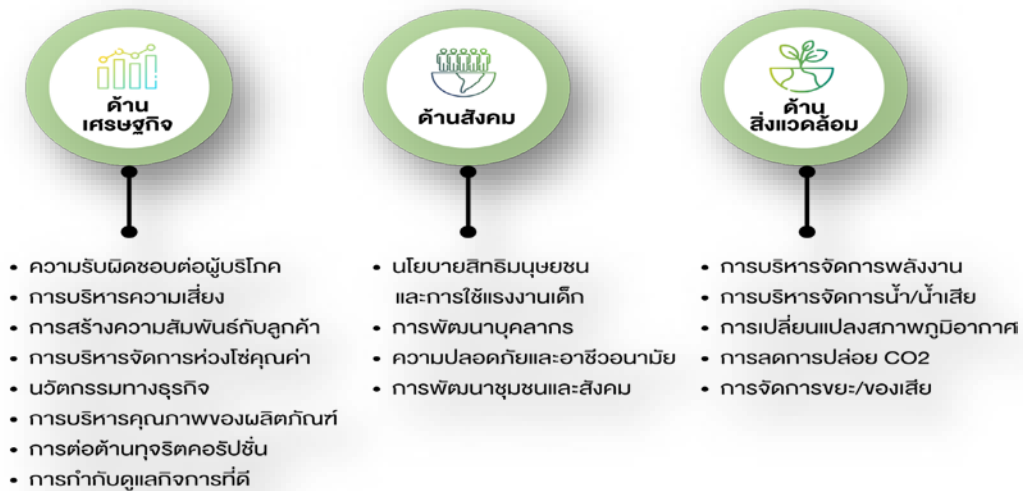 ด้าน
เศรษฐกิจ
• ความรับผิดชอบต่อผู้บริโภค
• การบริหารความเสี่ยง
• การสร้างความสัมพันธ์กับลูกค้า
• การบริหารจัดการห่วงโซ่คุณค่า
• นวัตกรรมทางธุรกิจ
• การบริหารคุณภาพของผลิตภัณฑ์
• การต่อต้านทุจริตคอรัปชั่น
• การกำกับดูแลกิจการที่ดี
ด้านสังคม
• นโยบายสิทธิมนุษยชน
และการใช้แรงงานเด็ก
• การพัฒนาบุคลากร
• ความปลอดภัยและอาชีวอนามัย
• การพัฒนาชุมชนและสังคม
ด้าน
สิ่งแวดล้อม
• การบริหารจัดการพลังงาน
• การบริหารจัดการน้ำ/น้ำเสีย
• การเปลี่ยนแปลงสภาพภูมิอากาศ
• การลดการปล่อย CO2
• การจัดการขยะ/ของเสีย